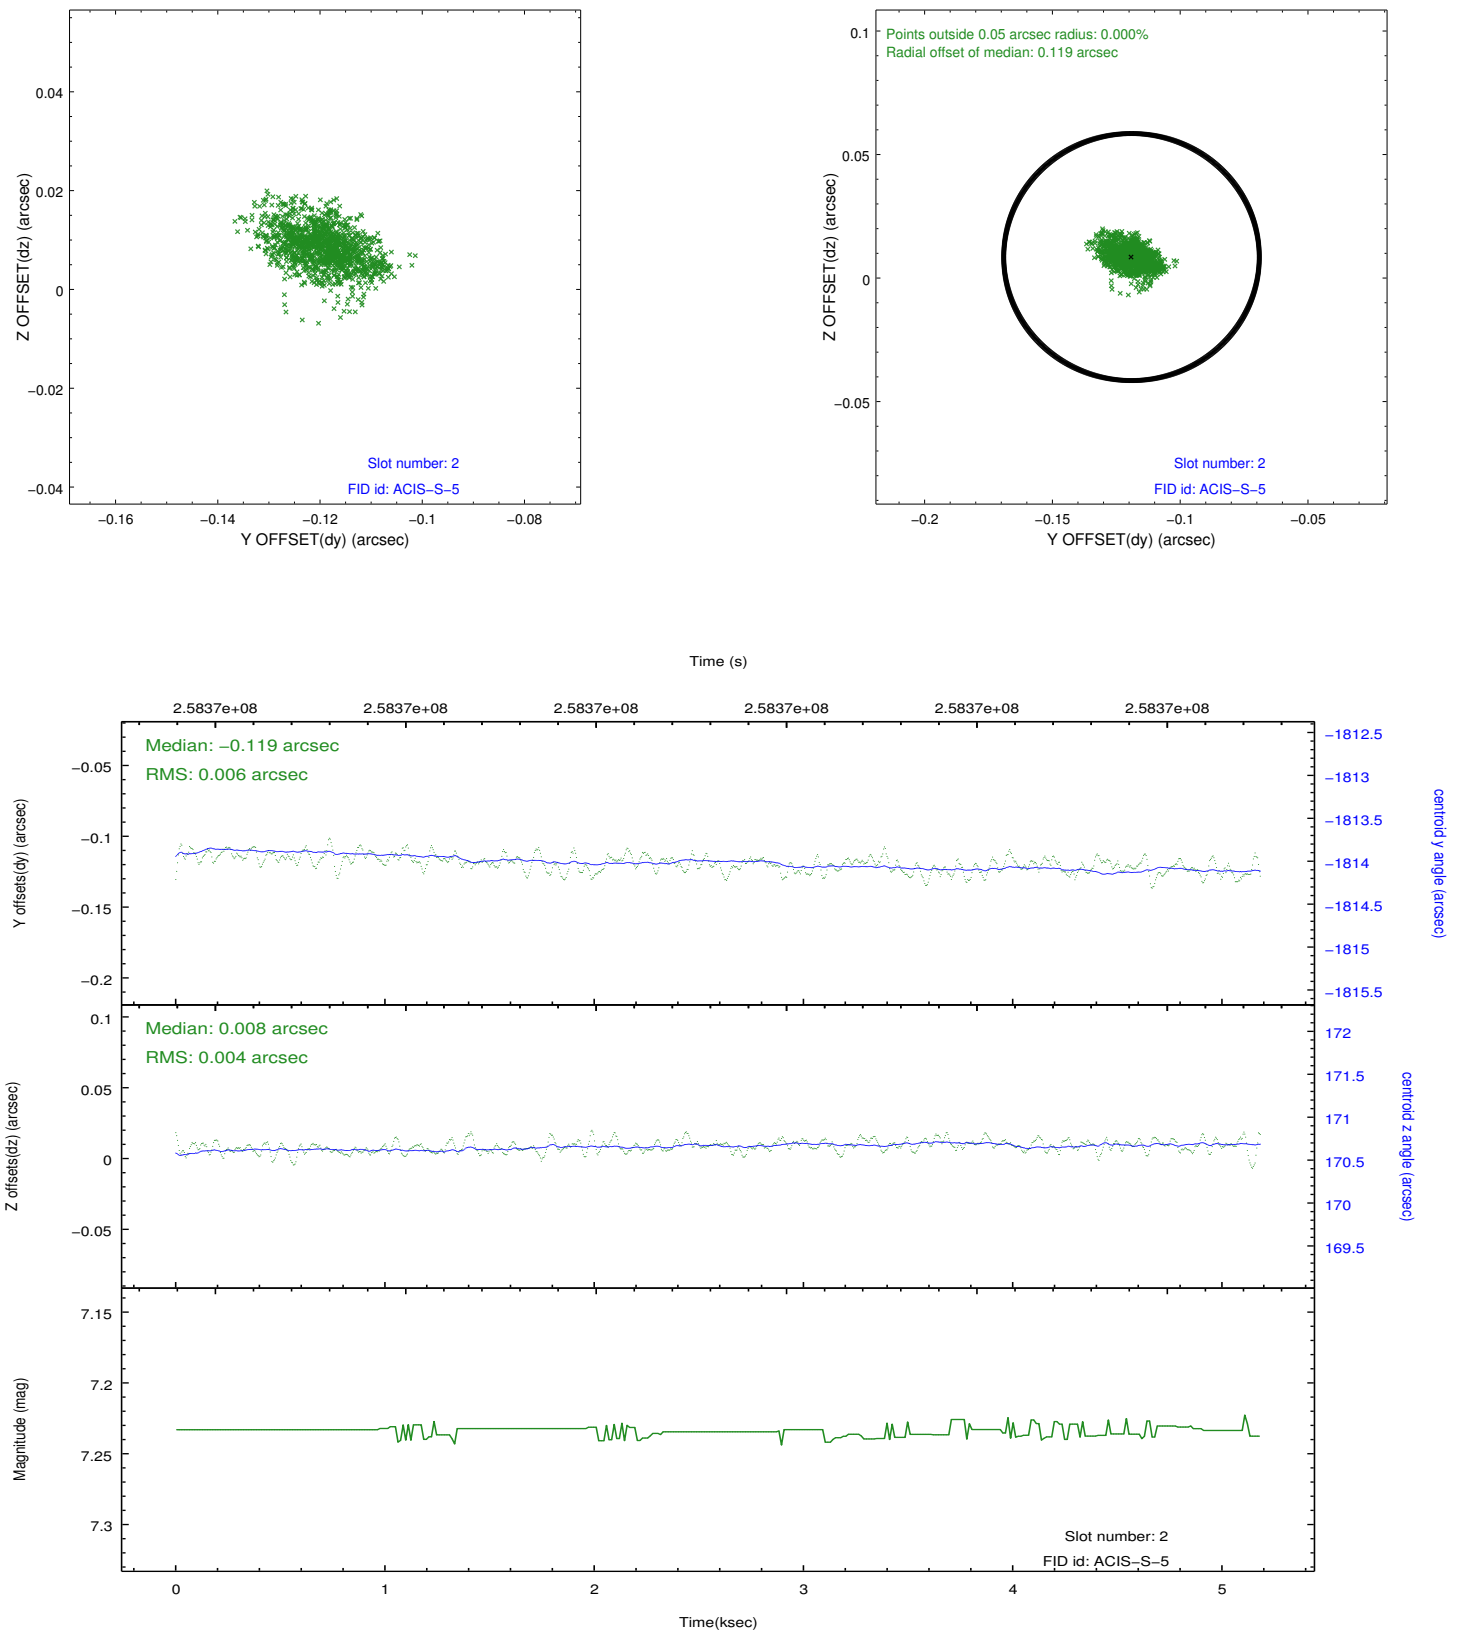 0.04
0.02
0
−0.02
−0.04
Z OFFSET(dz) (arcsec)
Slot number: 2
FID id: ACIS−S−5
−0.16
−0.14
−0.12
−0.1
−0.08
Y OFFSET(dy) (arcsec)
Points outside 0.05 arcsec radius: 0.000%
Radial offset of median: 0.119 arcsec
0.1
0.05
0
−0.05
Z OFFSET(dz) (arcsec)
Slot number: 2
FID id: ACIS−S−5
−0.2
−0.15
−0.1
−0.05
Y OFFSET(dy) (arcsec)
Time (s)
2.5837e+08
2.5837e+08
2.5837e+08
2.5837e+08
2.5837e+08
2.5837e+08
Median: −0.119 arcsec
RMS: 0.006 arcsec
−0.05
−0.1
−0.15
−0.2
Y offsets(dy) (arcsec)
−1812.5
−1813
−1813.5
−1814
−1814.5
−1815
−1815.5
centroid y angle (arcsec)
Median: 0.008 arcsec
RMS: 0.004 arcsec
0.1
0.05
0
−0.05
Z offsets(dz) (arcsec)
172
171.5
171
170.5
170
169.5
centroid z angle (arcsec)
7.15
7.2
7.25
7.3
Magnitude (mag)
Slot number: 2
FID id: ACIS−S−5
0
1
2
3
4
5
Time(ksec)